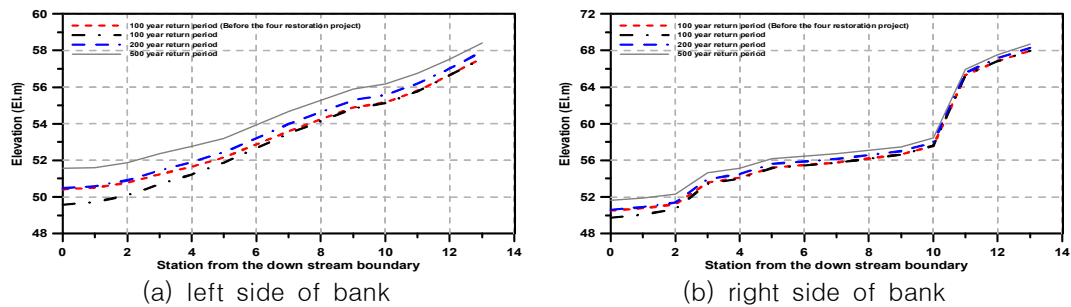 100 year return period (Before the four restoration project)
100 year return period
200 year return period
500 year return period
Elevation (El.m)
60
58
56
54
52
50
48
0 2 4 6 8 10 12 14
Station from the down stream boundary
(a) left side of bank
100 year return period (Before the four restoration project)
100 year return period
200 year return period
500 year return period
Elevation (El.m)
72
68
64
60
56
52
48
0 2 4 6 8 10 12 14
Station from the down stream boundary
(b) right side of bank